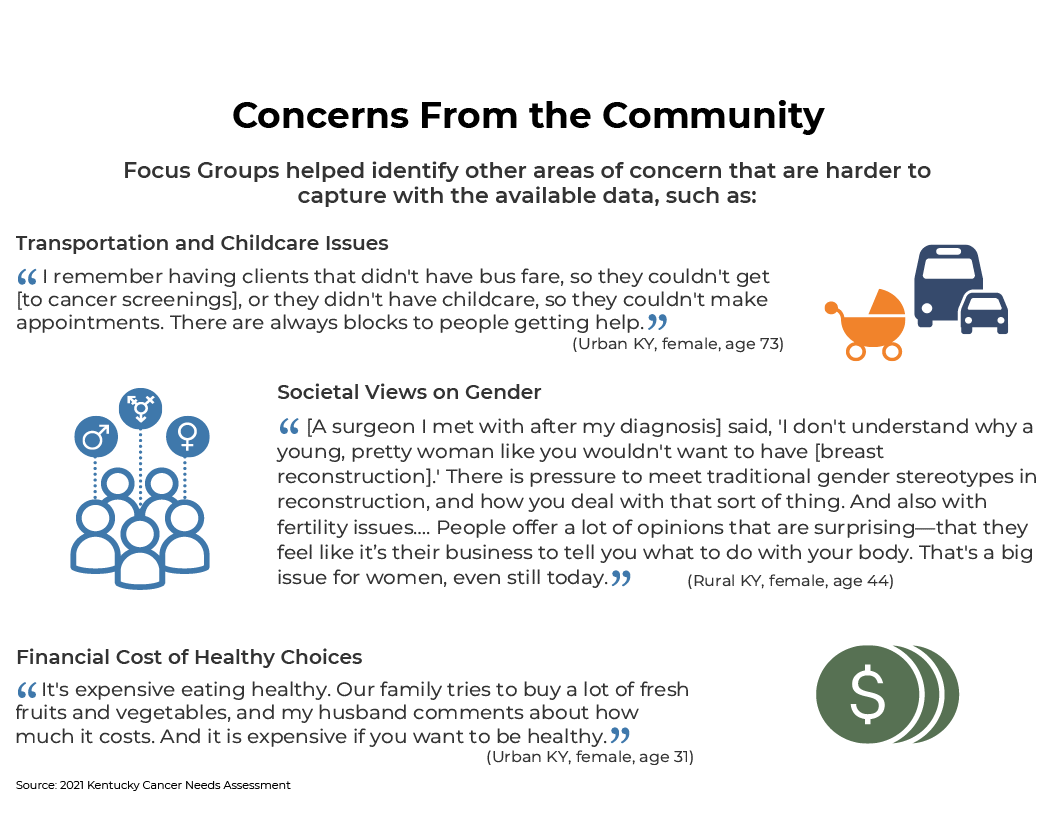 Concerns From the Community
Focus Groups helped identify other areas of concern that are harder to
capture with the available data, such as:
Transportation and Childcare Issues
“ I remember having clients that didn't have bus fare, so they couldn't get
[to cancer screenings], or they didn't have childcare, so they couldn't make
appointments. There are always blocks to people getting help.”
(Urban KY, female, age 73)
Societal Views on Gender
“ [A surgeon I met with after my diagnosis] said, 'I don't understand why a
young, pretty woman like you wouldn't want to have [breast
reconstruction].' There is pressure to meet traditional gender stereotypes in
reconstruction, and how you deal with that sort of thing. And also with
fertility issues.... People offer a lot of opinions that are surprising—that they
feel like it’s their business to tell you what to do with your body. That's a big
issue for women, even still today.” (Rural KY, female, age 44)
Financial Cost of Healthy Choices
“ It's expensive eating healthy. Our family tries to buy a lot of fresh
fruits and vegetables, and my husband comments about how
much it costs. And it is expensive if you want to be healthy.”
(Urban KY, female, age 31)
$
Source: 2021 Kentucky Cancer Needs Assessment